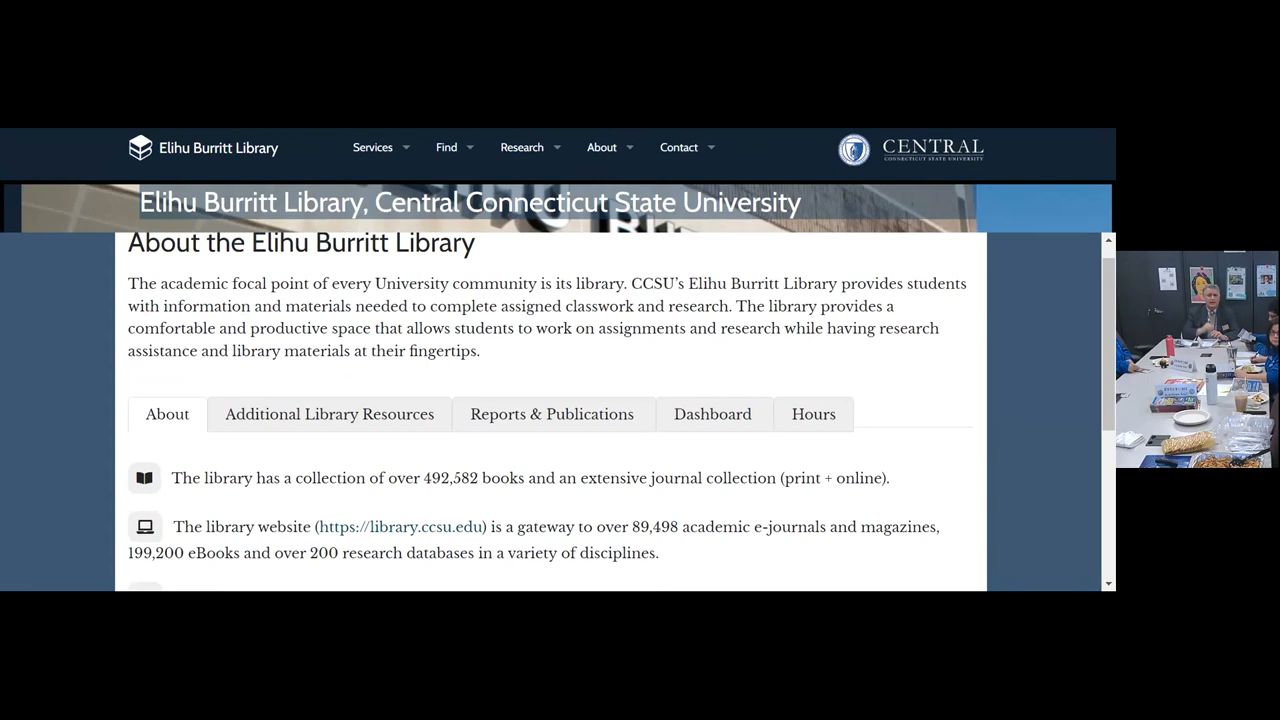 Elihu Burritt Library
Services
Find
Research
About
Contact
CENTRAL
CONNECTICUT STATE UNIVERSITY
Elihu Burritt Library, Central Connecticut State University
About the Elihu Burritt Library
The academic focal point of every University community is its library. CCSU's Elihu Burritt Library provides students
with information and materials needed to complete assigned classwork and research. The library provides a
comfortable and productive space that allows students to work on assignments and research while having research
assistance and library materials at their fingertips.
About
Additional Library Resources
Reports & Publications
Dashboard
Hours
The library has a collection of over 492,582 books and an extensive journal collection (print + online).
The library website (https://library.ccsu.edu) is a gateway to over 89,498 academic e-journals and magazines,
199,200 eBooks and over 200 research databases in a variety of disciplines.